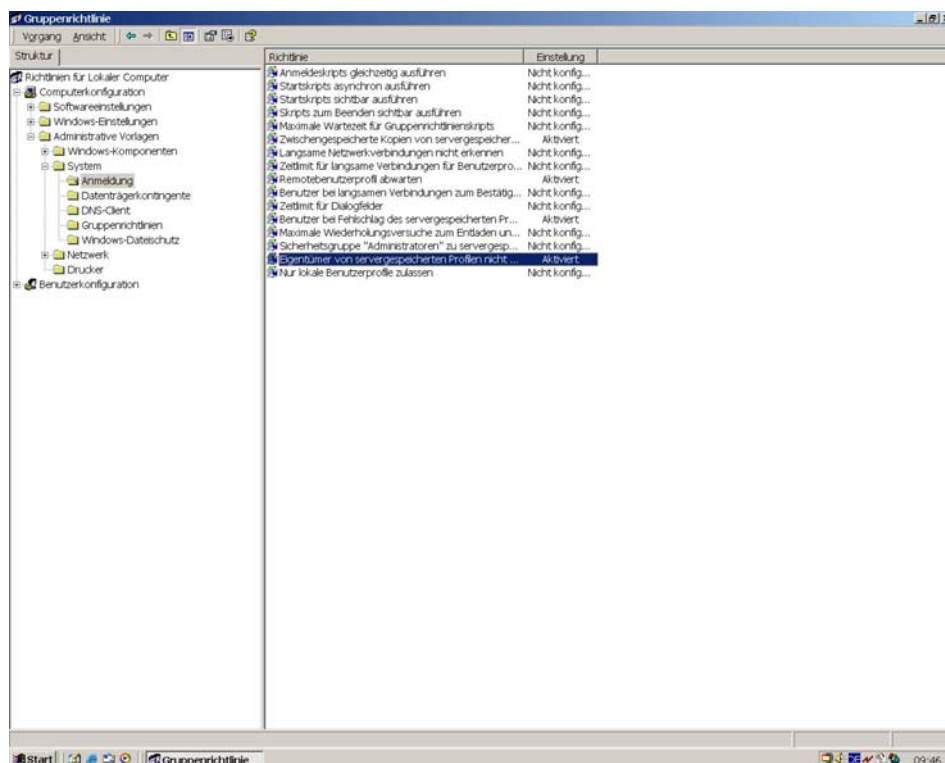 Gruppenrichtlinie
Vorgang Ansicht
Struktur
Richtlinien für Lokaler Computer
Computerkonfiguration
Softwareeinstellungen
Windows-Einstellungen
Administrative Vorlagen
Windows-Komponenten
System
Anmeldung
Datenträgerkontingente
DNS-Client
Gruppenrichtlinien
Windows-Dateischutz
Netzwerk
Drucker
Benutzerkonfiguration
Richtlinie Einstellung
Anmeldeskripts gleichzeitig ausführen Nicht konfig...
Startskripts asynchron ausführen Nicht konfig...
Startskripts sichtbar ausführen Nicht konfig...
Skripts zum Beenden sichtbar ausführen Nicht konfig...
Maximale Wartezeit für Gruppenrichtlinienskripts Nicht konfig...
Zwischengespeicherte Kopien von servergespeicher... Aktiviert
Langsame Netzwerkverbindungen nicht erkennen Nicht konfig...
Zeitlimit für langsame Verbindungen für Benutzerpro... Nicht konfig...
Remotebenutzerprofil abwarten Aktiviert
Benutzer bei langsamen Verbindungen zum Bestätig... Nicht konfig...
Zeitlimit für Dialogfelder Nicht konfig...
Benutzer bei Fehlschlag des servergespeicherten Pr... Aktiviert
Maximale Wiederholungsversuche zum Entladen un... Nicht konfig...
Sicherheitsgruppe "Administratoren" zu servergesp... Nicht konfig...
Eigentümer von servergespeicherten Profilen nicht ... Aktiviert
Nur lokale Benutzerprofile zulassen Nicht konfig...
Start Gruppenrichtlinie DE 09:46